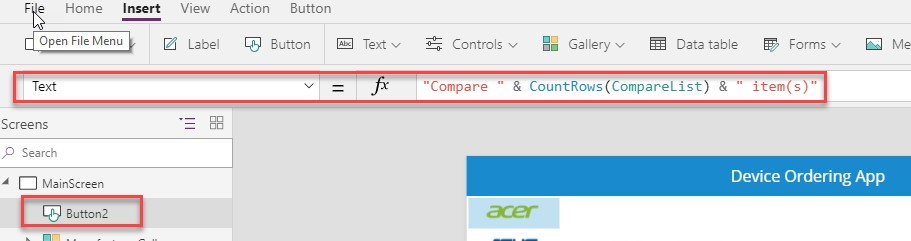 File Home Insert View Action Button
Open File Menu
Label Button Text Controls Gallery Data table Forms
Text = fx "Compare " & CountRows(CompareList) & " item(s)"
Screens
Search
MainScreen
Device Ordering App
Button2
acer